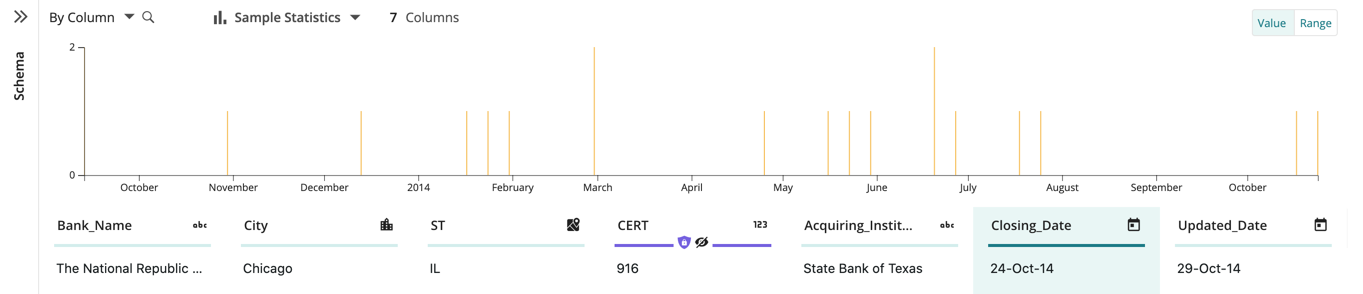 By Column Sample Statistics 7 Columns
Value Range
Schema
2
0
October November December 2014 February March April May June July August September October
Bank_Name abc City ST CERT 123 Acquiring_Instit... abc Closing_Date Updated_Date
The National Republic ... Chicago IL 916 State Bank of Texas 24-Oct-14 29-Oct-14